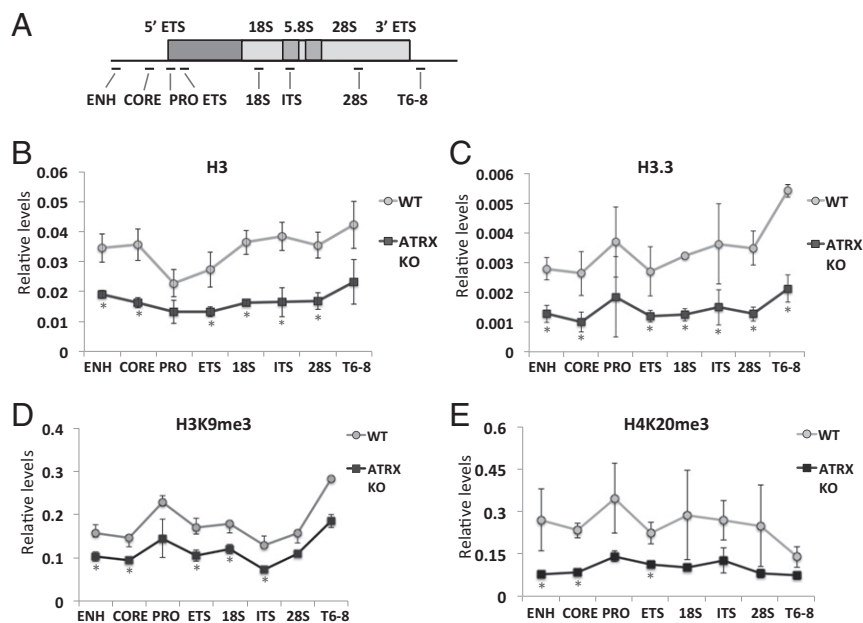 A
5′ ETS 18S 5.8S 28S 3′ ETS
ENH CORE PRO ETS 18S ITS 28S T6-8
B
H3
Relative levels
0.06
0.05
0.04
0.03
0.02
0.01
0
WT
ATRX
KO
* * * * * *
ENH CORE PRO ETS 18S ITS 28S T6-8
C
H3.3
Relative levels
0.006
0.005
0.004
0.003
0.002
0.001
0
WT
ATRX
KO
* * * * * * *
ENH CORE PRO ETS 18S ITS 28S T6-8
D
H3K9me3
Relative levels
0.4
0.3
0.2
0.1
0.0
WT
ATRX
KO
* * * * *
ENH CORE PRO ETS 18S ITS 28S T6-8
E
H4K20me3
Relative levels
0.6
0.45
0.3
0.15
0
WT
ATRX
KO
* * *
ENH CORE PRO ETS 18S ITS 28S T6-8